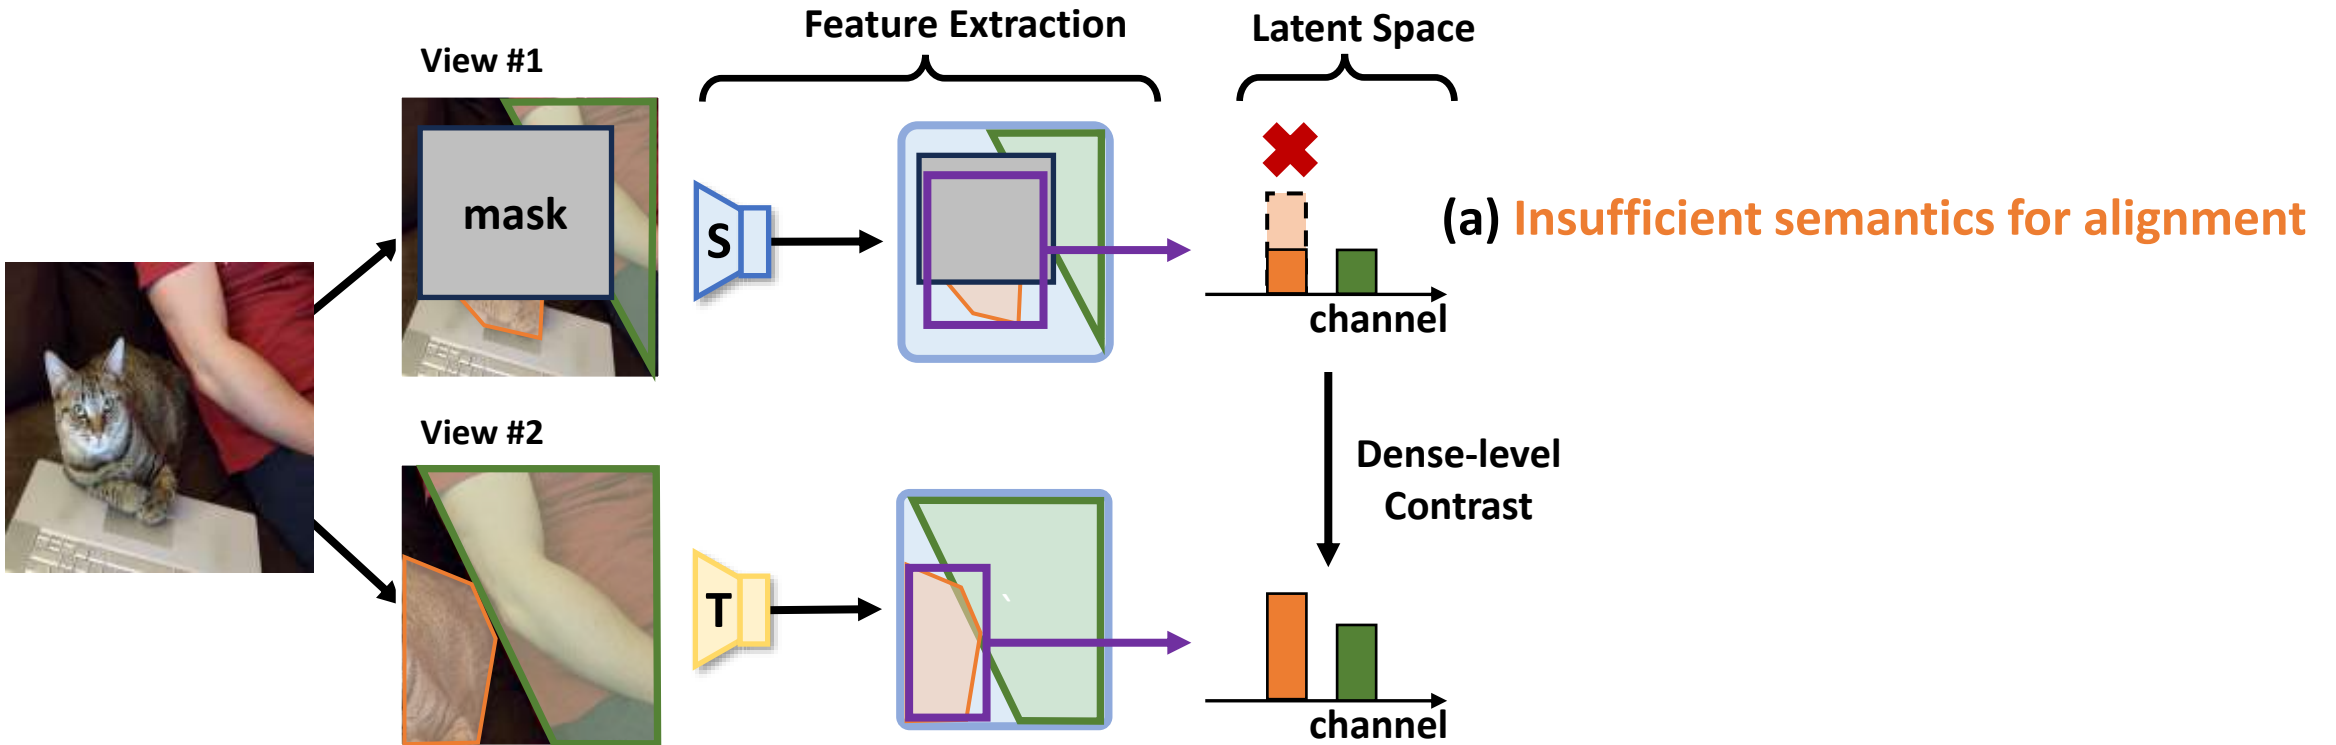 Feature Extraction
Latent Space
View #1
mask
S
(a) Insufficient semantics for alignment
channel
View #2
Dense-level
Contrast
T
channel